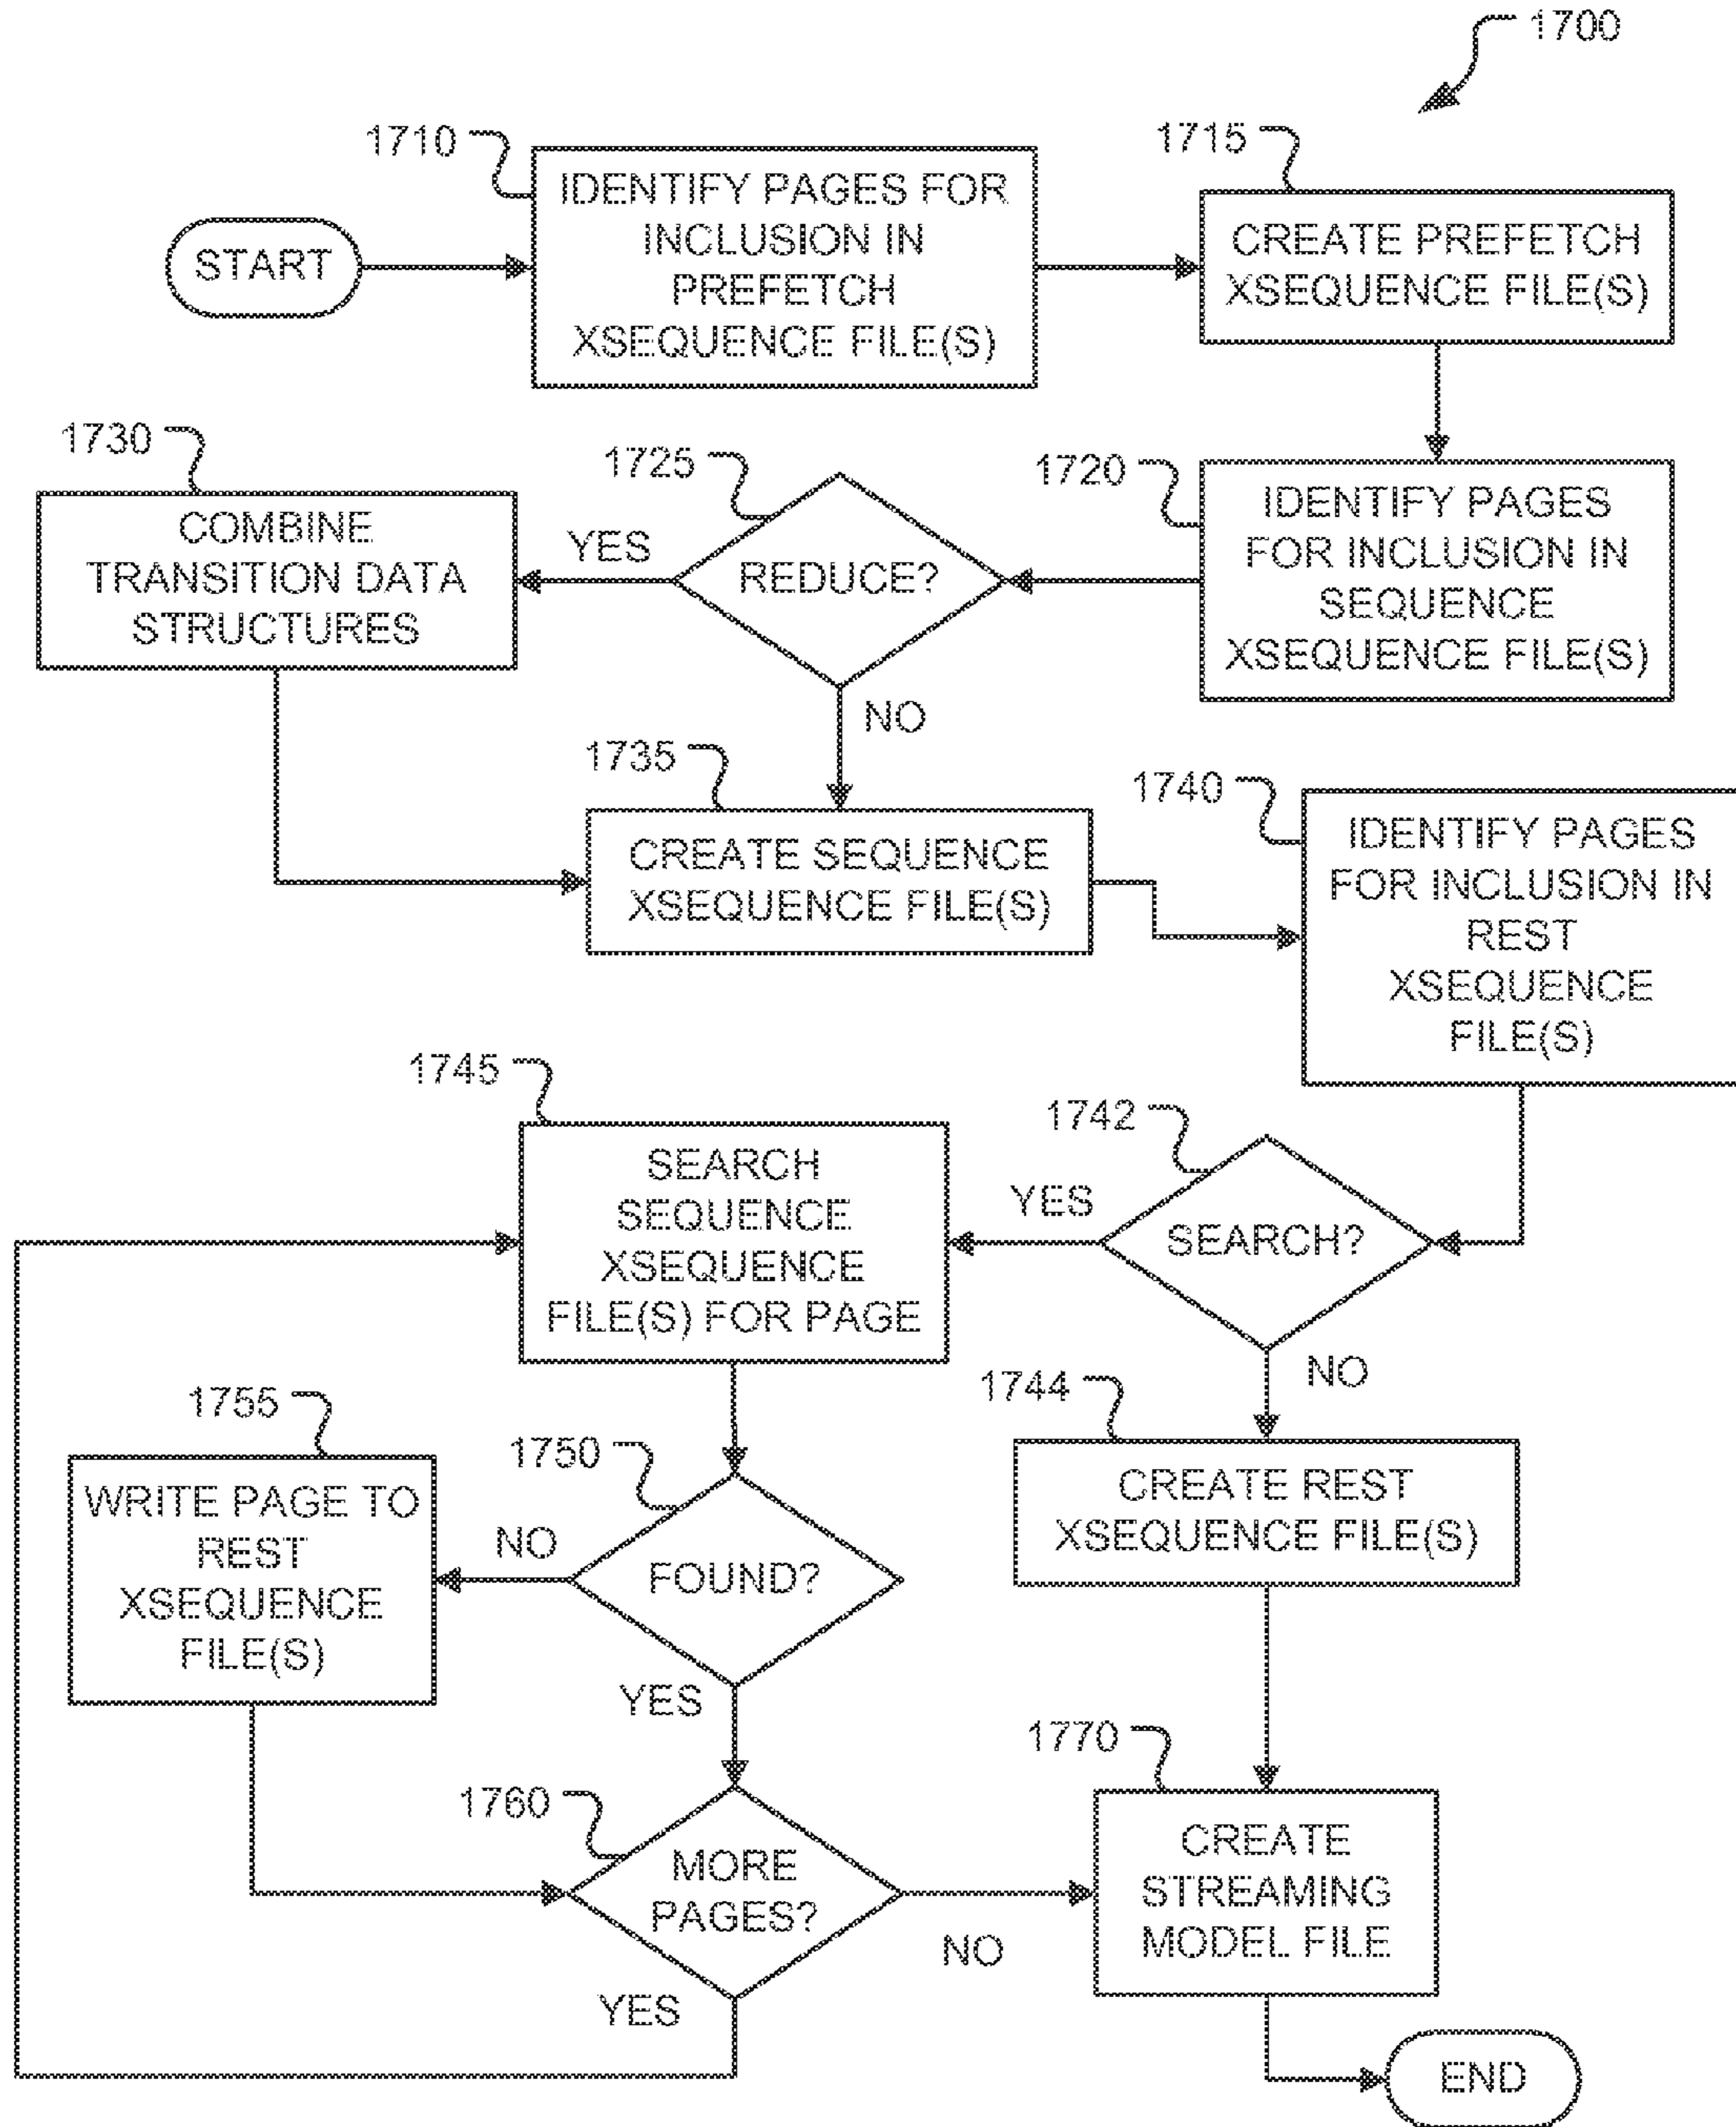 1700
1710
IDENTIFY PAGES FOR
INCLUSION IN
PREFETCH
XSEQUENCE FILE(S)
1715
CREATE PREFETCH
XSEQUENCE FILE(S)
START
1730
COMBINE
TRANSITION DATA
STRUCTURES
1725
YES
REDUCE?
NO
1720
IDENTIFY PAGES
FOR INCLUSION IN
SEQUENCE
XSEQUENCE FILE(S)
1735
CREATE SEQUENCE
XSEQUENCE FILE(S)
1740
IDENTIFY PAGES
FOR INCLUSION IN
REST
XSEQUENCE
FILE(S)
1745
SEARCH
SEQUENCE
XSEQUENCE
FILE(S) FOR PAGE
1742
YES
SEARCH?
NO
1744
CREATE REST
XSEQUENCE FILE(S)
1755
WRITE PAGE TO
REST
XSEQUENCE
FILE(S)
1750
NO
FOUND?
YES
1760
MORE
PAGES?
NO
YES
1770
CREATE
STREAMING
MODEL FILE
END